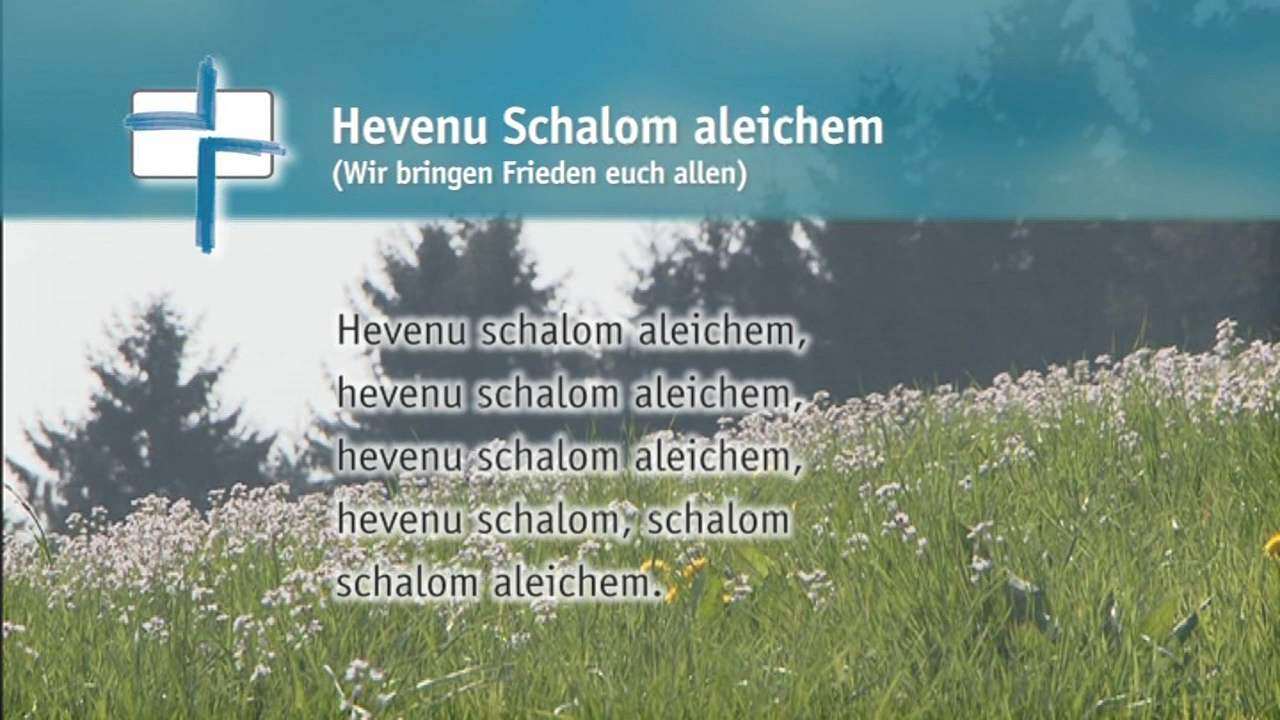 Hevenu Schalom aleichem
(Wir bringen Frieden euch allen)
Hevenu schalom aleichem,
hevenu schalom aleichem,
hevenu schalom aleichem,
hevenu schalom, schalom
schalom aleichem.